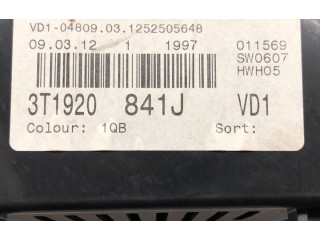 VD1-04809.03.1252505648
09.03.12 1 1997 011569
SW0607
HWH05
3T1920 841J VD1
Colour: 1QB Sort: